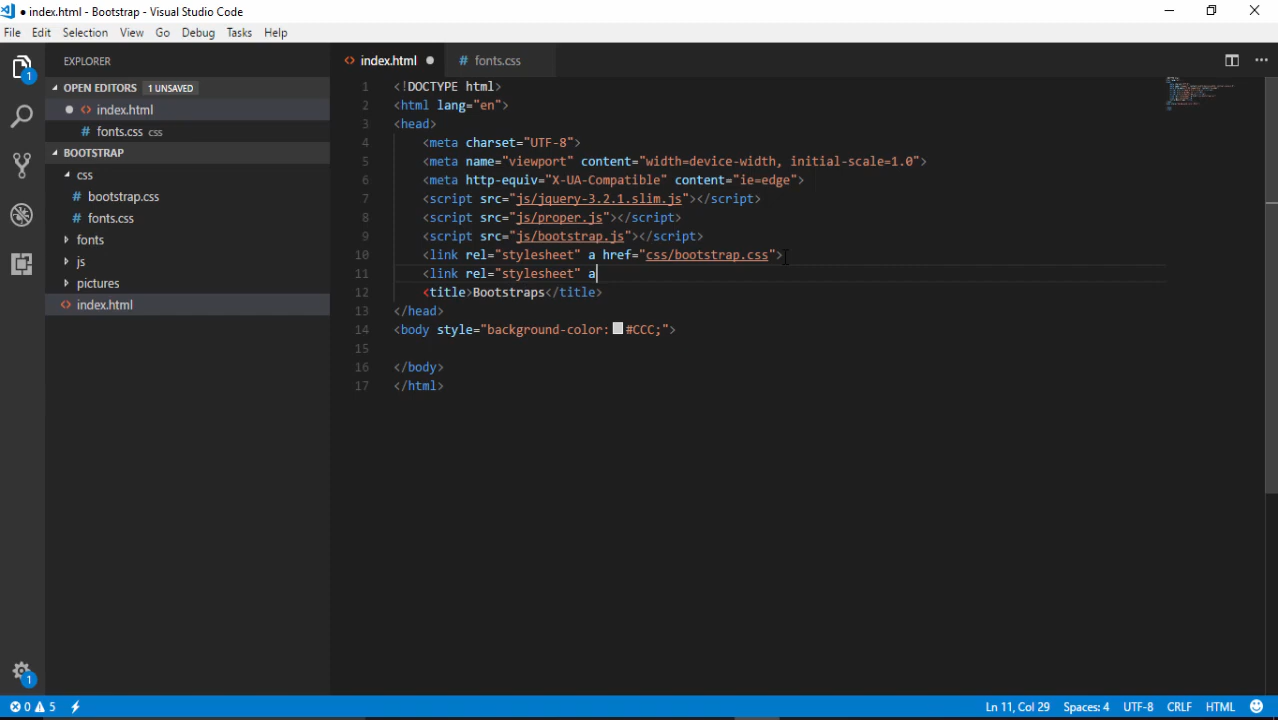 ● index.html - Bootstrap - Visual Studio Code
File Edit Selection View Go Debug Tasks Help
EXPLORER
OPEN EDITORS 1 UNSAVED
index.html
fonts.css css
BOOTSTRAP
css
bootstrap.css
fonts.css
fonts
js
pictures
index.html
1
1
index.html fonts.css
1 <!DOCTYPE html>
2 <html lang="en">
3 <head>
4 <meta charset="UTF-8">
5 <meta name="viewport" content="width=device-width, initial-scale=1.0">
6 <meta http-equiv="X-UA-Compatible" content="ie=edge">
7 <script src="js/jquery-3.2.1.slim.js"></script>
8 <script src="js/proper.js"></script>
9 <script src="js/bootstrap.js"></script>
10 <link rel="stylesheet" a href="css/bootstrap.css">
11 <link rel="stylesheet" a
12 <title>Bootstraps</title>
13 </head>
14 <body style="background-color: #CCC;">
15
16 </body>
17 </html>
0 5 Ln 11, Col 29 Spaces: 4 UTF-8 CRLF HTML